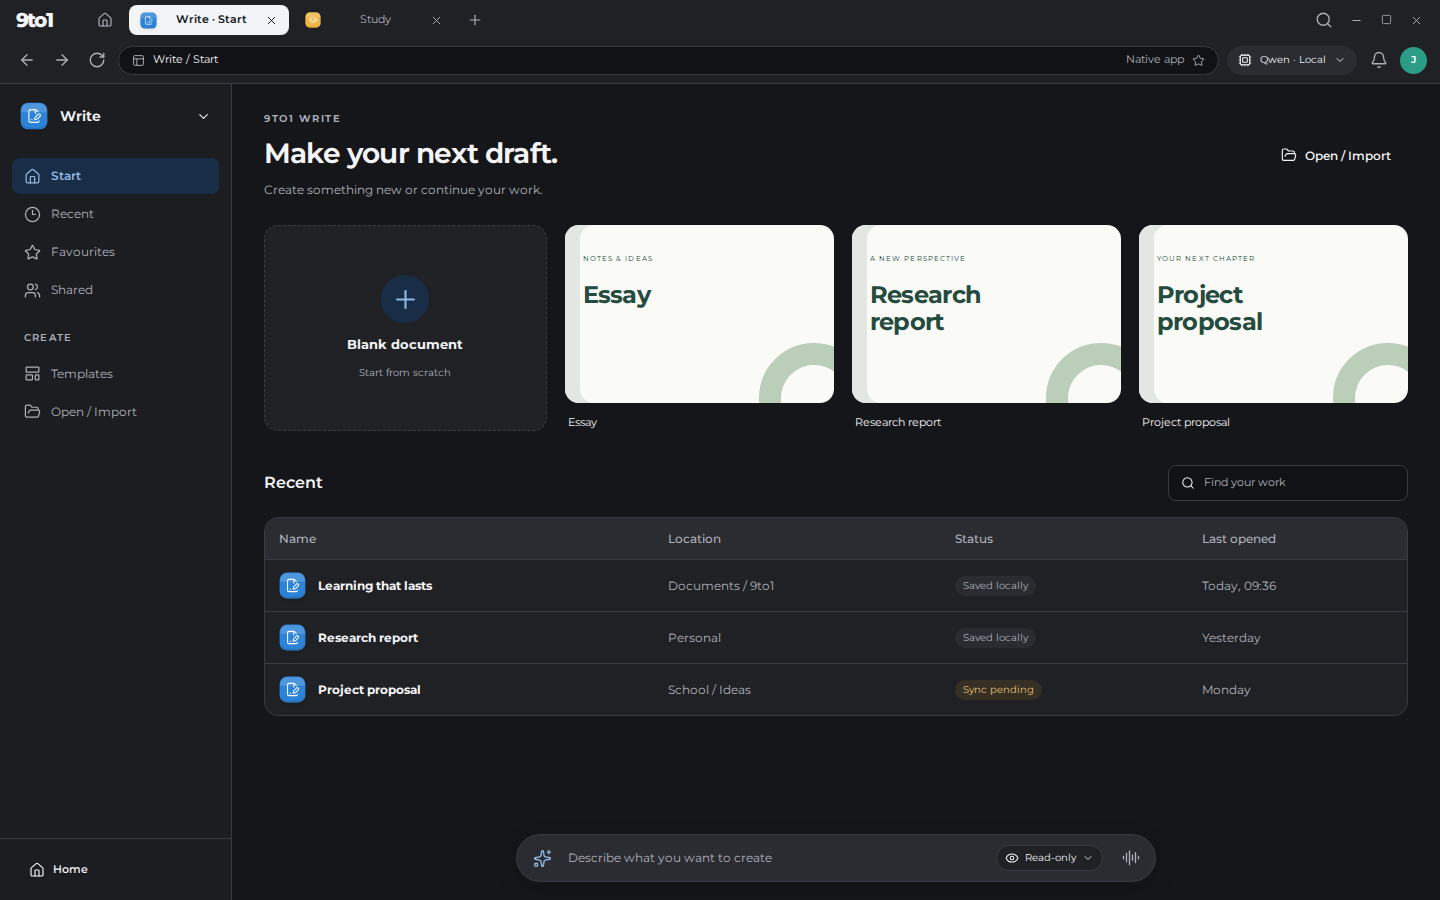 9to1
Write · Start
Study
Write / Start
Native app
Qwen · Local
J
Write
Start
Recent
Favourites
Shared
CREATE
Templates
Open / Import
Home
9TO1 WRITE
Make your next draft.
Create something new or continue your work.
Open / Import
Blank document
Start from scratch
NOTES & IDEAS
Essay
Essay
A NEW PERSPECTIVE
Research
report
Research report
YOUR NEXT CHAPTER
Project
proposal
Project proposal
Recent
Find your work
Name Location Status Last opened
Learning that lasts Documents / 9to1 Saved locally Today, 09:36
Research report Personal Saved locally Yesterday
Project proposal School / Ideas Sync pending Monday
Describe what you want to create
Read-only